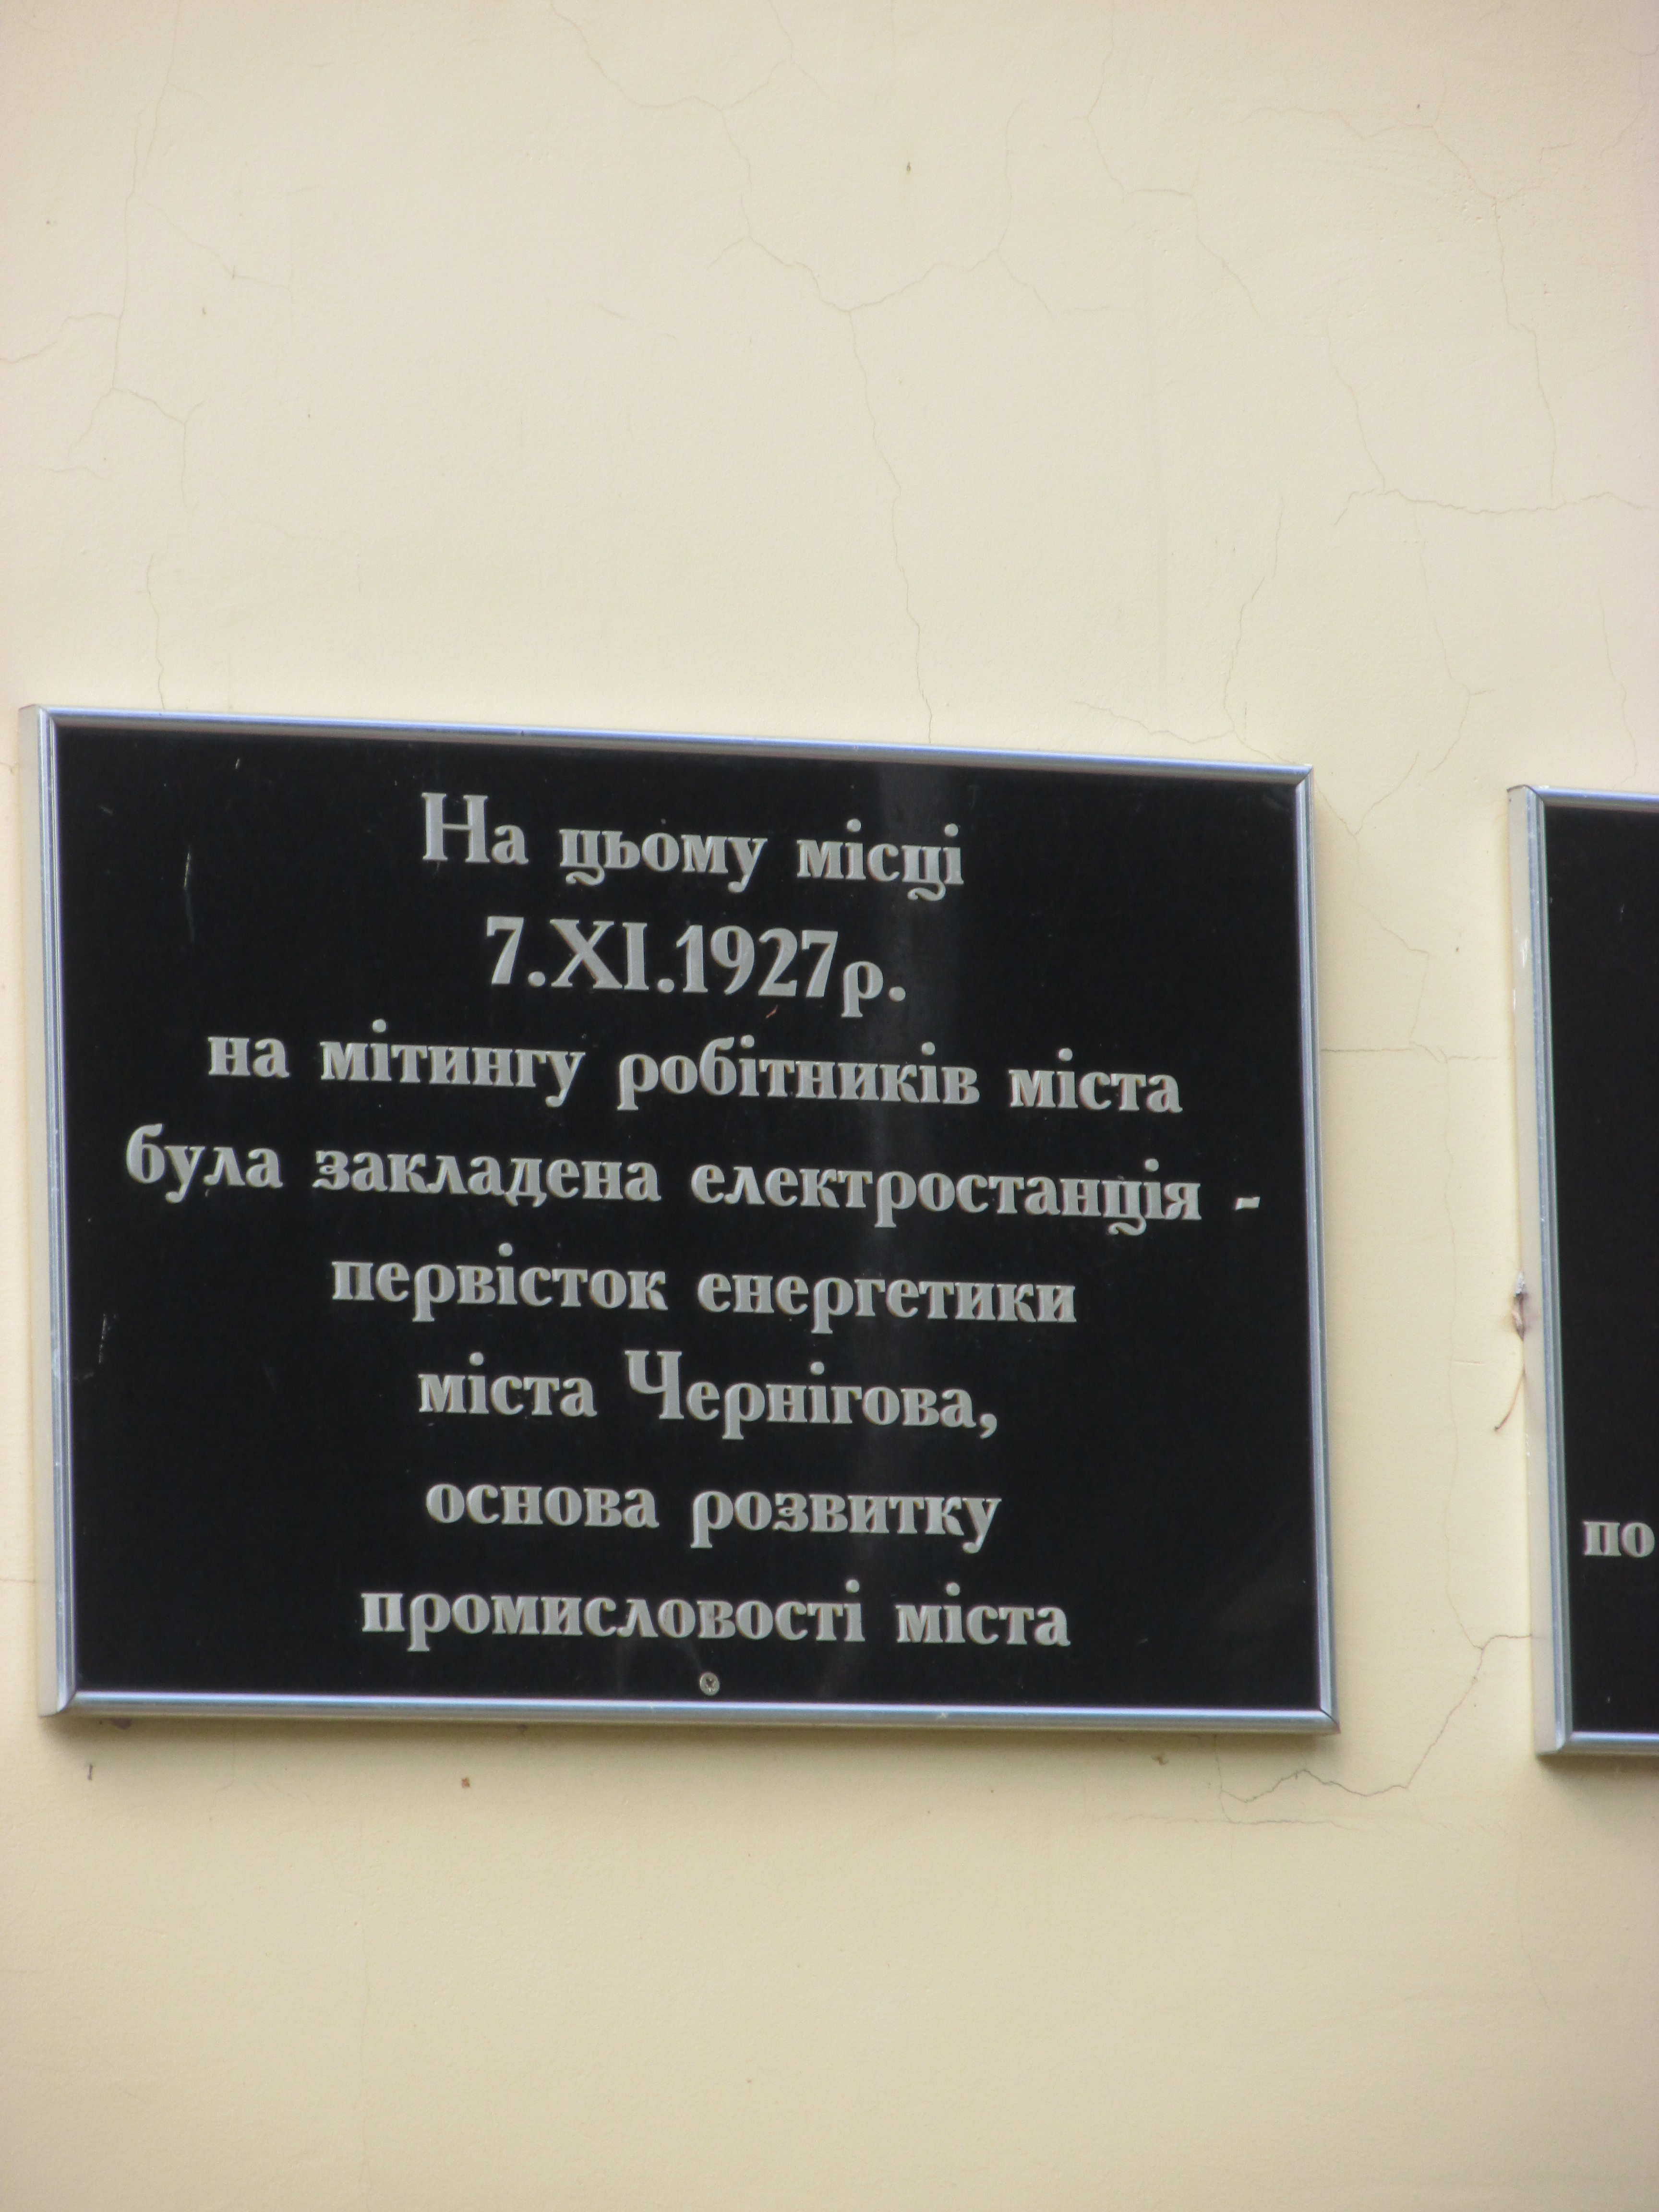 На цьому місці
7.XI.1927р.
на мітингу робітників міста
була закладена електростанція -
первісток енергетики
міста Чернігова,
основа розвитку
промисловості міста
по